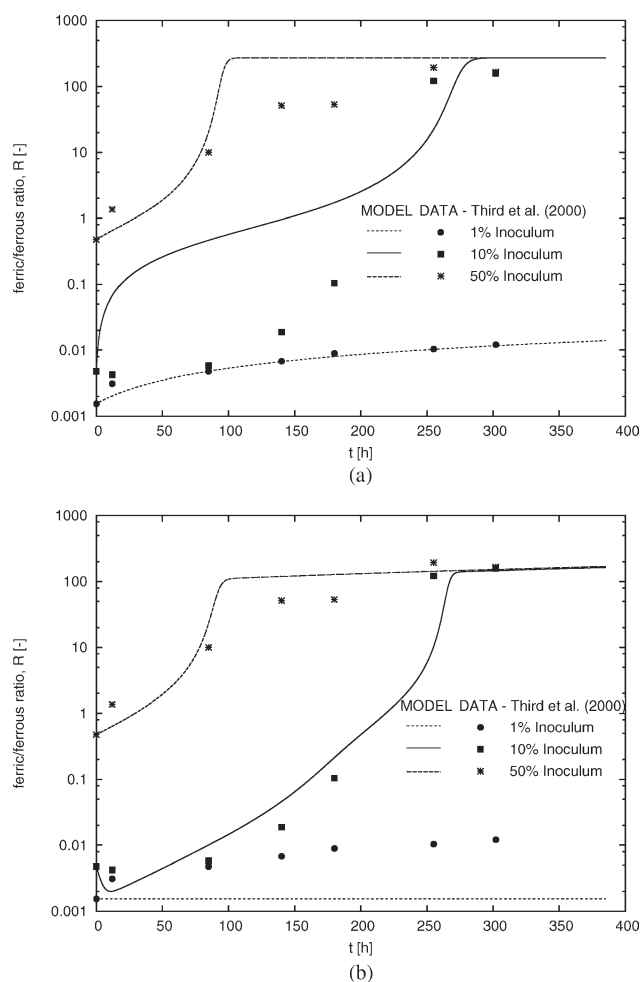 1000
100
10
1
0.1
0.01
0.001
ferric/ferrous ratio, R [-]
MODEL DATA - Third et al. (2000)
1% Inoculum
10% Inoculum
50% Inoculum
0 50 100 150 200 250 300 350 400
t [h]
(a)
1000
100
10
1
0.1
0.01
0.001
ferric/ferrous ratio, R [-]
MODEL DATA - Third et al. (2000)
1% Inoculum
10% Inoculum
50% Inoculum
0 50 100 150 200 250 300 350 400
t [h]
(b)